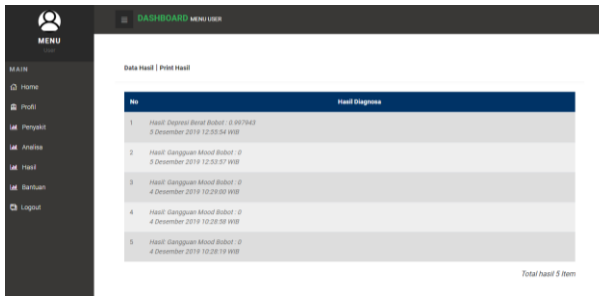 MENU
User
MAIN
Home
Profil
Penyakit
Analisa
Hasil
Bantuan
Logout
DASHBOARD MENU USER
Data Hasil | Print Hasil
No Hasil Diagnosa
1 Hasil: Depresi Berat Bobot : 0.997943
5 Desember 2019 12:55:54 WIB
2 Hasil: Gangguan Mood Bobot : 0
5 Desember 2019 12:53:57 WIB
3 Hasil: Gangguan Mood Bobot : 0
4 Desember 2019 10:29:00 WIB
4 Hasil: Gangguan Mood Bobot : 0
4 Desember 2019 10:28:58 WIB
5 Hasil: Gangguan Mood Bobot : 0
4 Desember 2019 10:28:19 WIB
Total hasil 5 Item